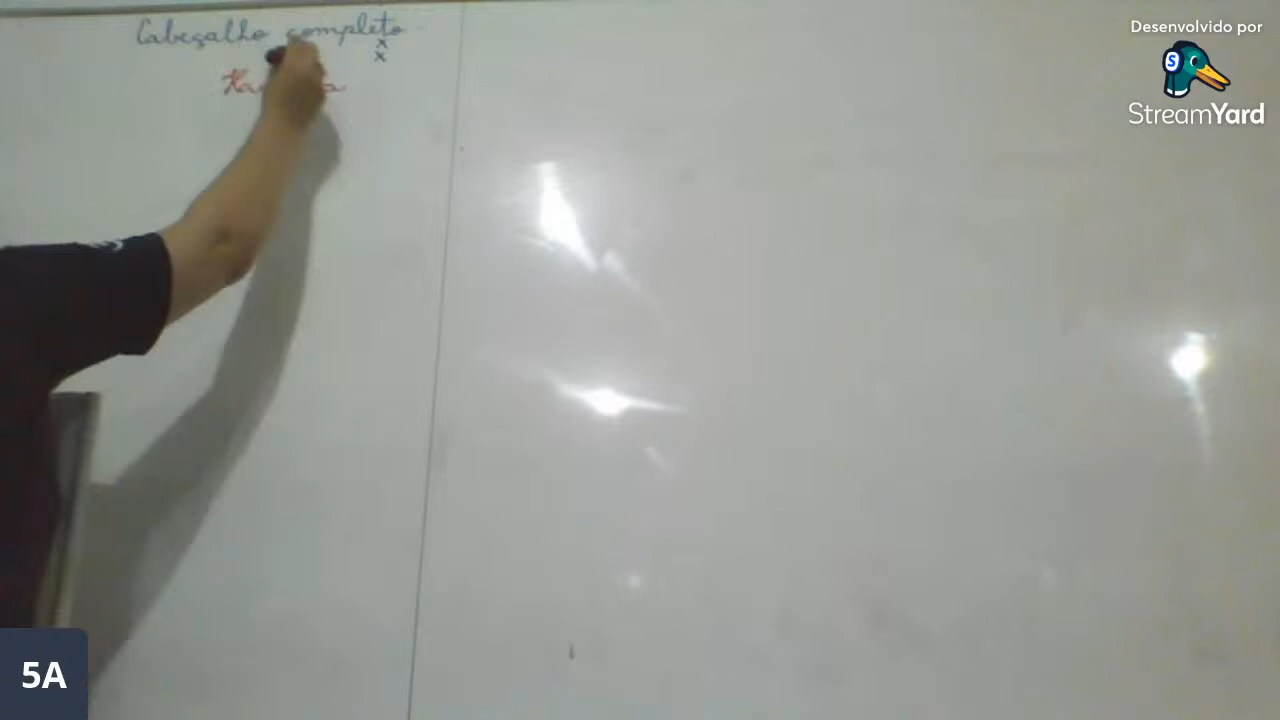 Cabeçalho completo
x
x
Desenvolvido por
S
StreamYard
5A